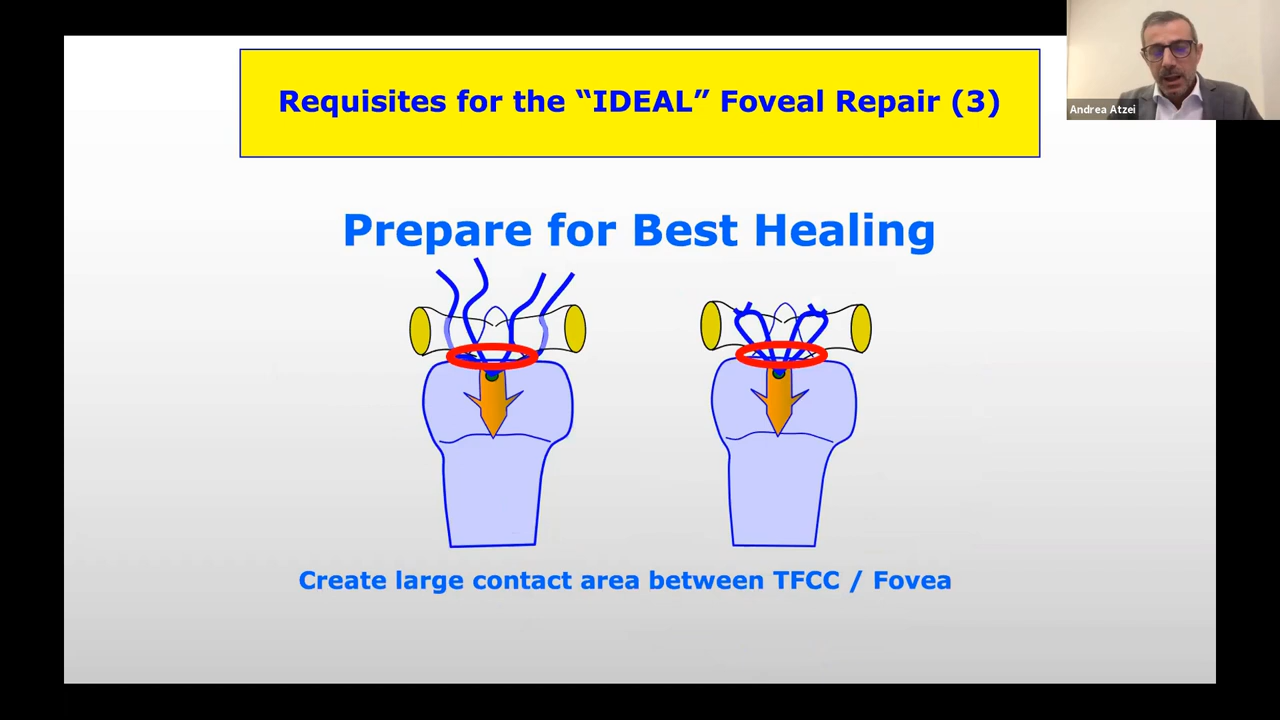 Requisites for the “IDEAL” Foveal Repair (3)
Andrea Atzei
Prepare for Best Healing
Create large contact area between TFCC / Fovea